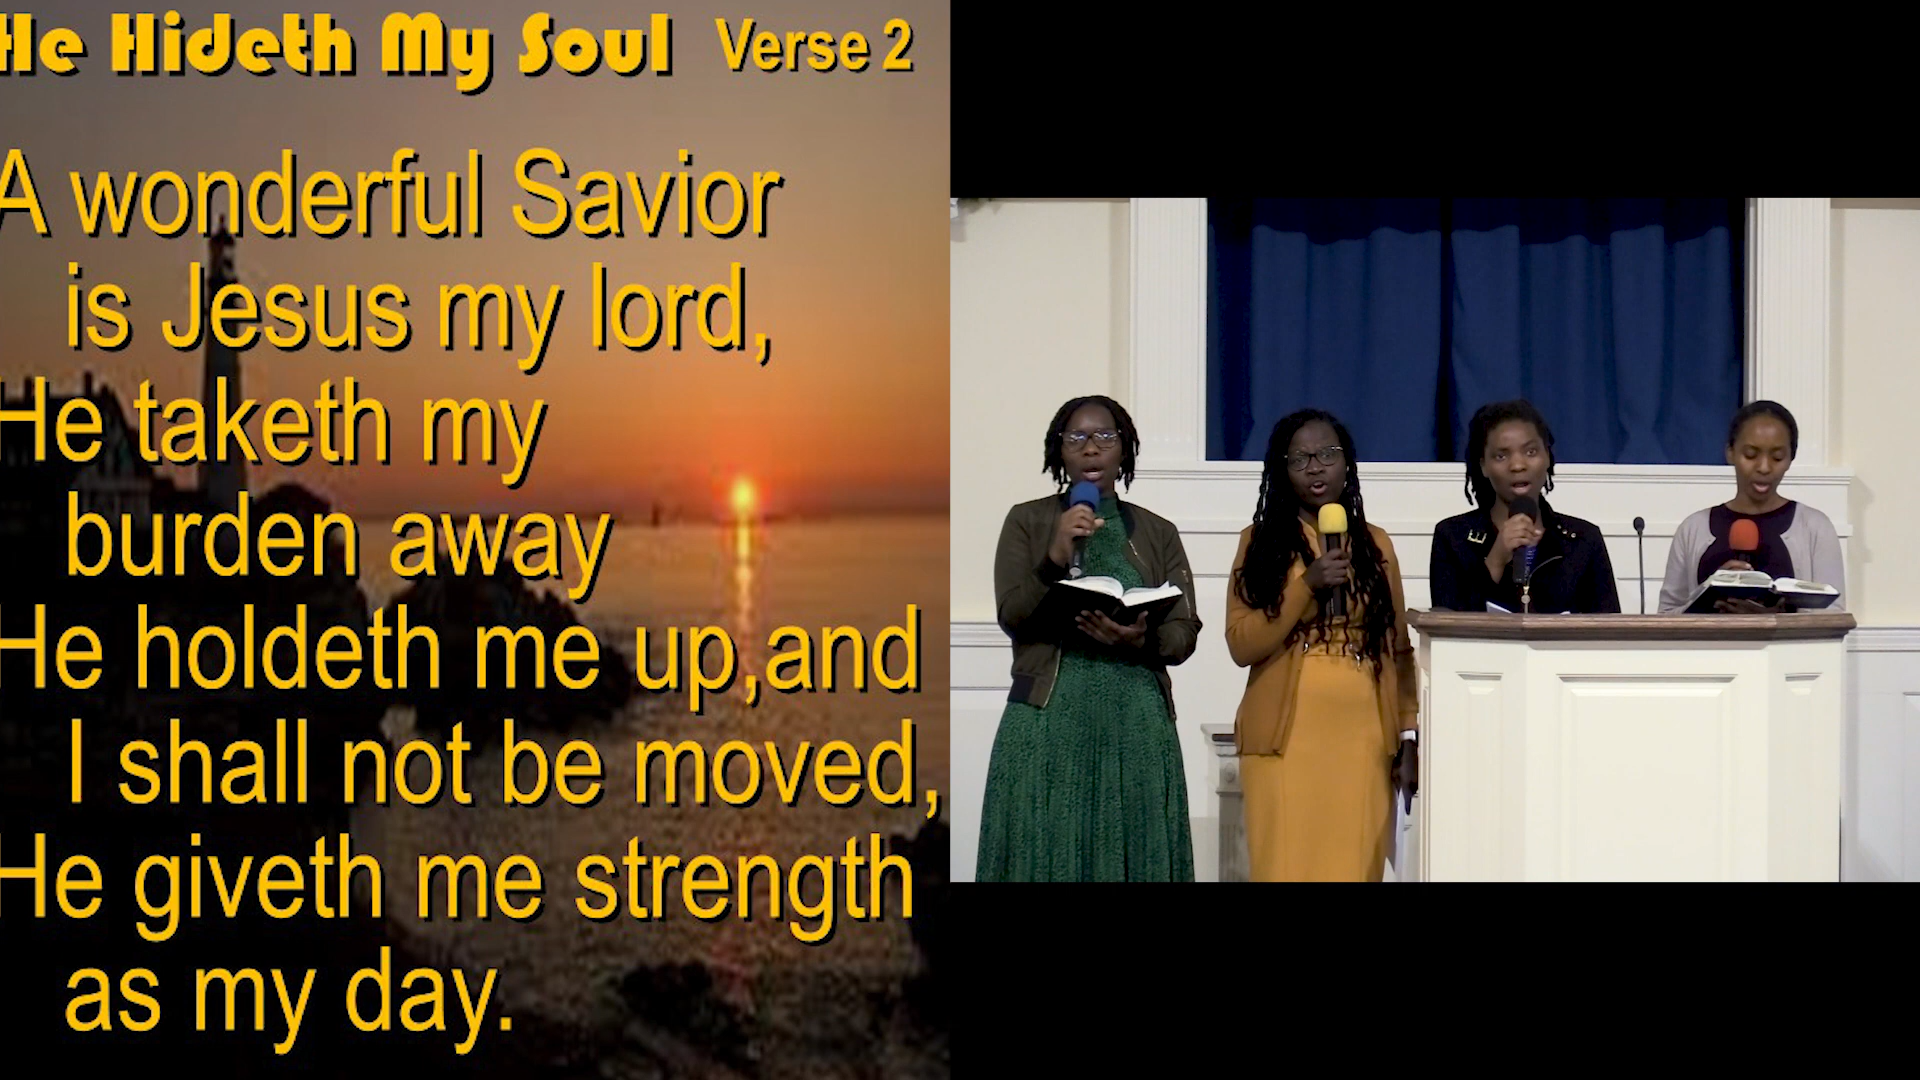 He Hideth My Soul Verse 2
A wonderful Savior
is Jesus my lord,
He taketh my
burden away
He holdeth me up,and
I shall not be moved,
He giveth me strength
as my day.